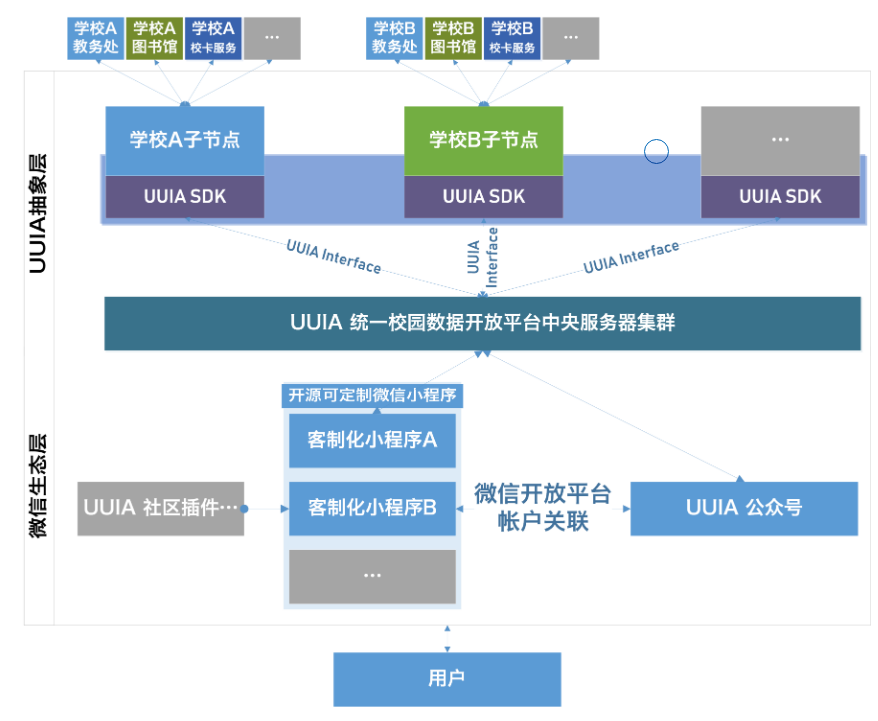 学校A
教务处
学校A
图书馆
学校A
校卡服务
...
学校B
教务处
学校B
图书馆
学校B
校卡服务
...
UUIA抽象层
学校A子节点
学校B子节点
...
UUIA SDK
UUIA SDK
UUIA SDK
UUIA Interface
UUIA
Interface
UUIA Interface
UUIA 统一校园数据开放平台中央服务器集群
微信生态层
开源可定制微信小程序
客制化小程序A
UUIA 社区插件...
客制化小程序B
微信开放平台
帐户关联
UUIA 公众号
...
用户